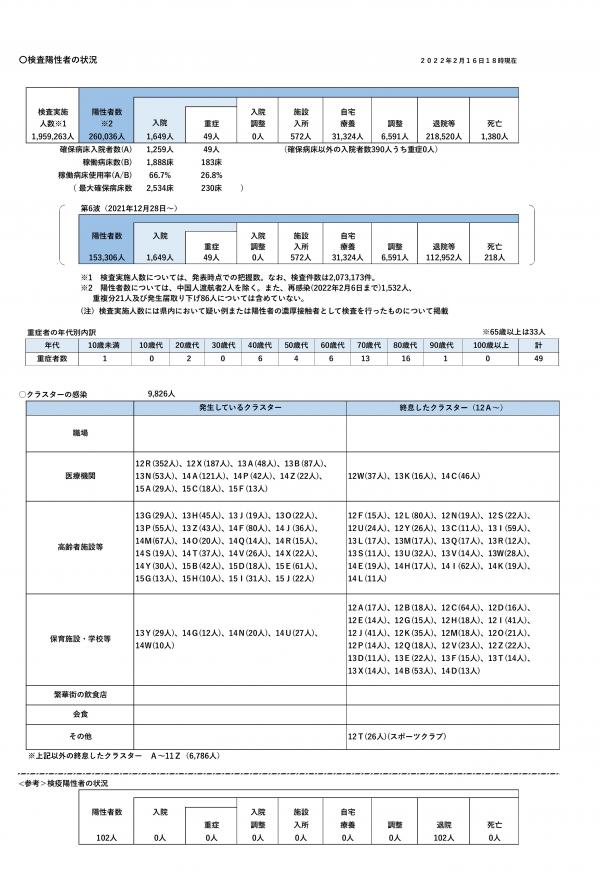 〇検査陽性者の状況
２０２２年２月１６日１８時現在
検査実施人数※1 陽性者数※2 入院 重症 入院調整 施設入所 自宅療養 調整 退院等 死亡
1,959,263人 260,036人 1,649人 49人 0人 572人 31,324人 6,591人 218,520人 1,380人
確保病床入院者数(A) 1,259人 49人 (確保病床以外の入院者数390人うち重症0人)
稼働病床数(B) 1,888床 183床
稼働病床使用率(A/B) 66.7% 26.8%
（最大確保病床数 2,534床 230床 ）
第6波（2021年12月28日～）
陽性者数 入院 重症 入院調整 施設入所 自宅療養 調整 退院等 死亡
153,306人 1,649人 49人 0人 572人 31,324人 6,591人 112,952人 218人
※1 検査実施人数については、発表時点での把握数。なお、検査件数は2,073,173件。
※2 陽性者数については、中国人渡航者2人を除く。また、再感染(2022年2月6日まで)1,532人、
重複分21人及び発生届取り下げ86人については含めていない。
(注) 検査実施人数には県内において疑い例または陽性者の濃厚接触者として検査を行ったものについて掲載
重症者の年代別内訳
※65歳以上は33人
年代 10歳未満 10歳代 20歳代 30歳代 40歳代 50歳代 60歳代 70歳代 80歳代 90歳代 100歳以上 計
重症者数 1 0 2 0 6 4 6 13 16 1 0 49
〇クラスターの感染 9,826人
発生しているクラスター 終息したクラスター（12Ａ～）
職場
医療機関
12Ｒ(352人)、12Ｘ(187人)、13Ａ(48人)、13Ｂ(87人)、
13Ｎ(53人)、14Ａ(121人)、14Ｐ(42人)、14Ｚ(22人)、
15Ａ(29人)、15Ｃ(18人)、15Ｆ(13人)
12W(37人)、13Ｋ(16人)、14Ｃ(46人)
高齢者施設等
13Ｇ(29人)、13Ｈ(45人)、13Ｊ(19人)、13Ｏ(22人)、
13Ｐ(55人)、13Ｚ(43人)、14Ｆ(80人)、14Ｊ(36人)、
14Ｍ(67人)、14Ｏ(20人)、14Ｑ(14人)、14Ｒ(15人)、
14Ｓ(19人)、14Ｔ(37人)、14Ｖ(26人)、14Ｘ(22人)、
14Ｙ(30人)、15Ｂ(42人)、15Ｄ(18人)、15Ｅ(61人)、
15Ｇ(13人)、15Ｈ(10人)、15Ｉ(31人)、15Ｊ(22人)
12Ｆ(15人)、12Ｌ(80人)、12Ｎ(19人)、12Ｓ(22人)、
12Ｕ(24人)、12Ｙ(26人)、13Ｃ(11人)、13Ｉ(59人)、
13Ｌ(17人)、13Ｍ(17人)、13Ｑ(17人)、13Ｒ(12人)、
13Ｓ(11人)、13Ｕ(32人)、13Ｖ(14人)、13W(28人)、
14Ｅ(19人)、14Ｈ(17人)、14Ｉ(62人)、14Ｋ(19人)、
14Ｌ(11人)
保育施設・学校等
13Ｙ(29人)、14Ｇ(12人)、14Ｎ(20人)、14Ｕ(27人)、
14W(10人)
12Ａ(17人)、12Ｂ(18人)、12Ｃ(64人)、12Ｄ(16人)、
12Ｅ(14人)、12Ｇ(15人)、12Ｈ(18人)、12Ｉ(41人)、
12Ｊ(41人)、12Ｋ(35人)、12Ｍ(18人)、12Ｏ(21人)、
12Ｐ(14人)、12Ｑ(18人)、12Ｖ(23人)、12Ｚ(22人)、
13Ｄ(11人)、13Ｅ(22人)、13Ｆ(15人)、13Ｔ(14人)、
13Ｘ(14人)、14Ｂ(53人)、14Ｄ(13人)
繁華街の飲食店
会食
その他 12Ｔ(26人)(スポーツクラブ)
※上記以外の終息したクラスター Ａ～11Ｚ（6,786人）
＜参考＞検疫陽性者の状況
陽性者数 入院 重症 入院調整 施設入所 自宅療養 調整 退院 死亡
102人 0人 0人 0人 0人 0人 0人 102人 0人